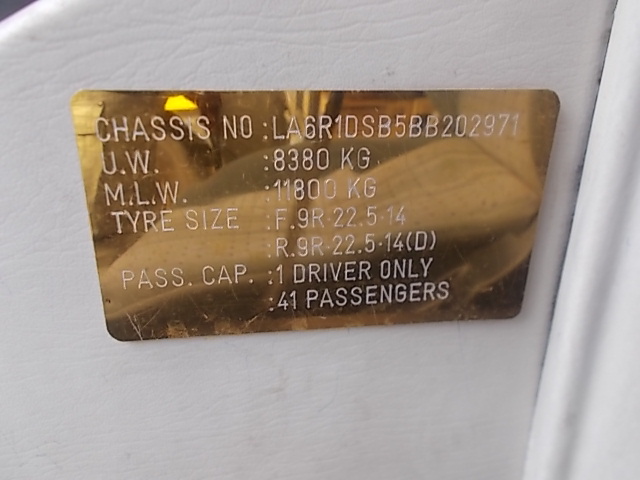 CHASSIS NO :LA6R1DSB5BB202971
U.W. :8380 KG
M.L.W. :11800 KG
TYRE SIZE :F.9R-22.5-14
:R.9R-22.5-14(D)
PASS. CAP. :1 DRIVER ONLY
:41 PASSENGERS